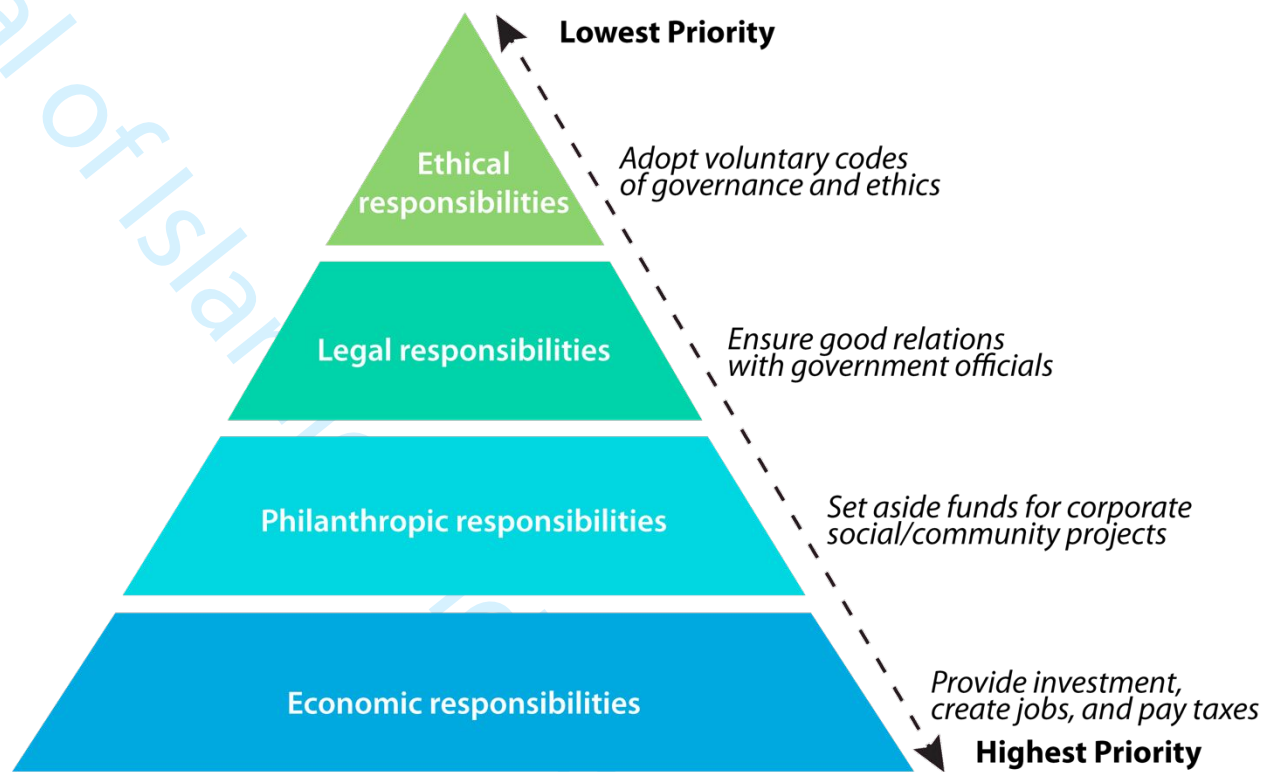 Lowest Priority
Ethical
responsibilities
Adopt voluntary codes
of governance and ethics
Legal responsibilities
Ensure good relations
with government officials
Philanthropic responsibilities
Set aside funds for corporate
social/community projects
Economic responsibilities
Provide investment,
create jobs, and pay taxes
Highest Priority
of Islam